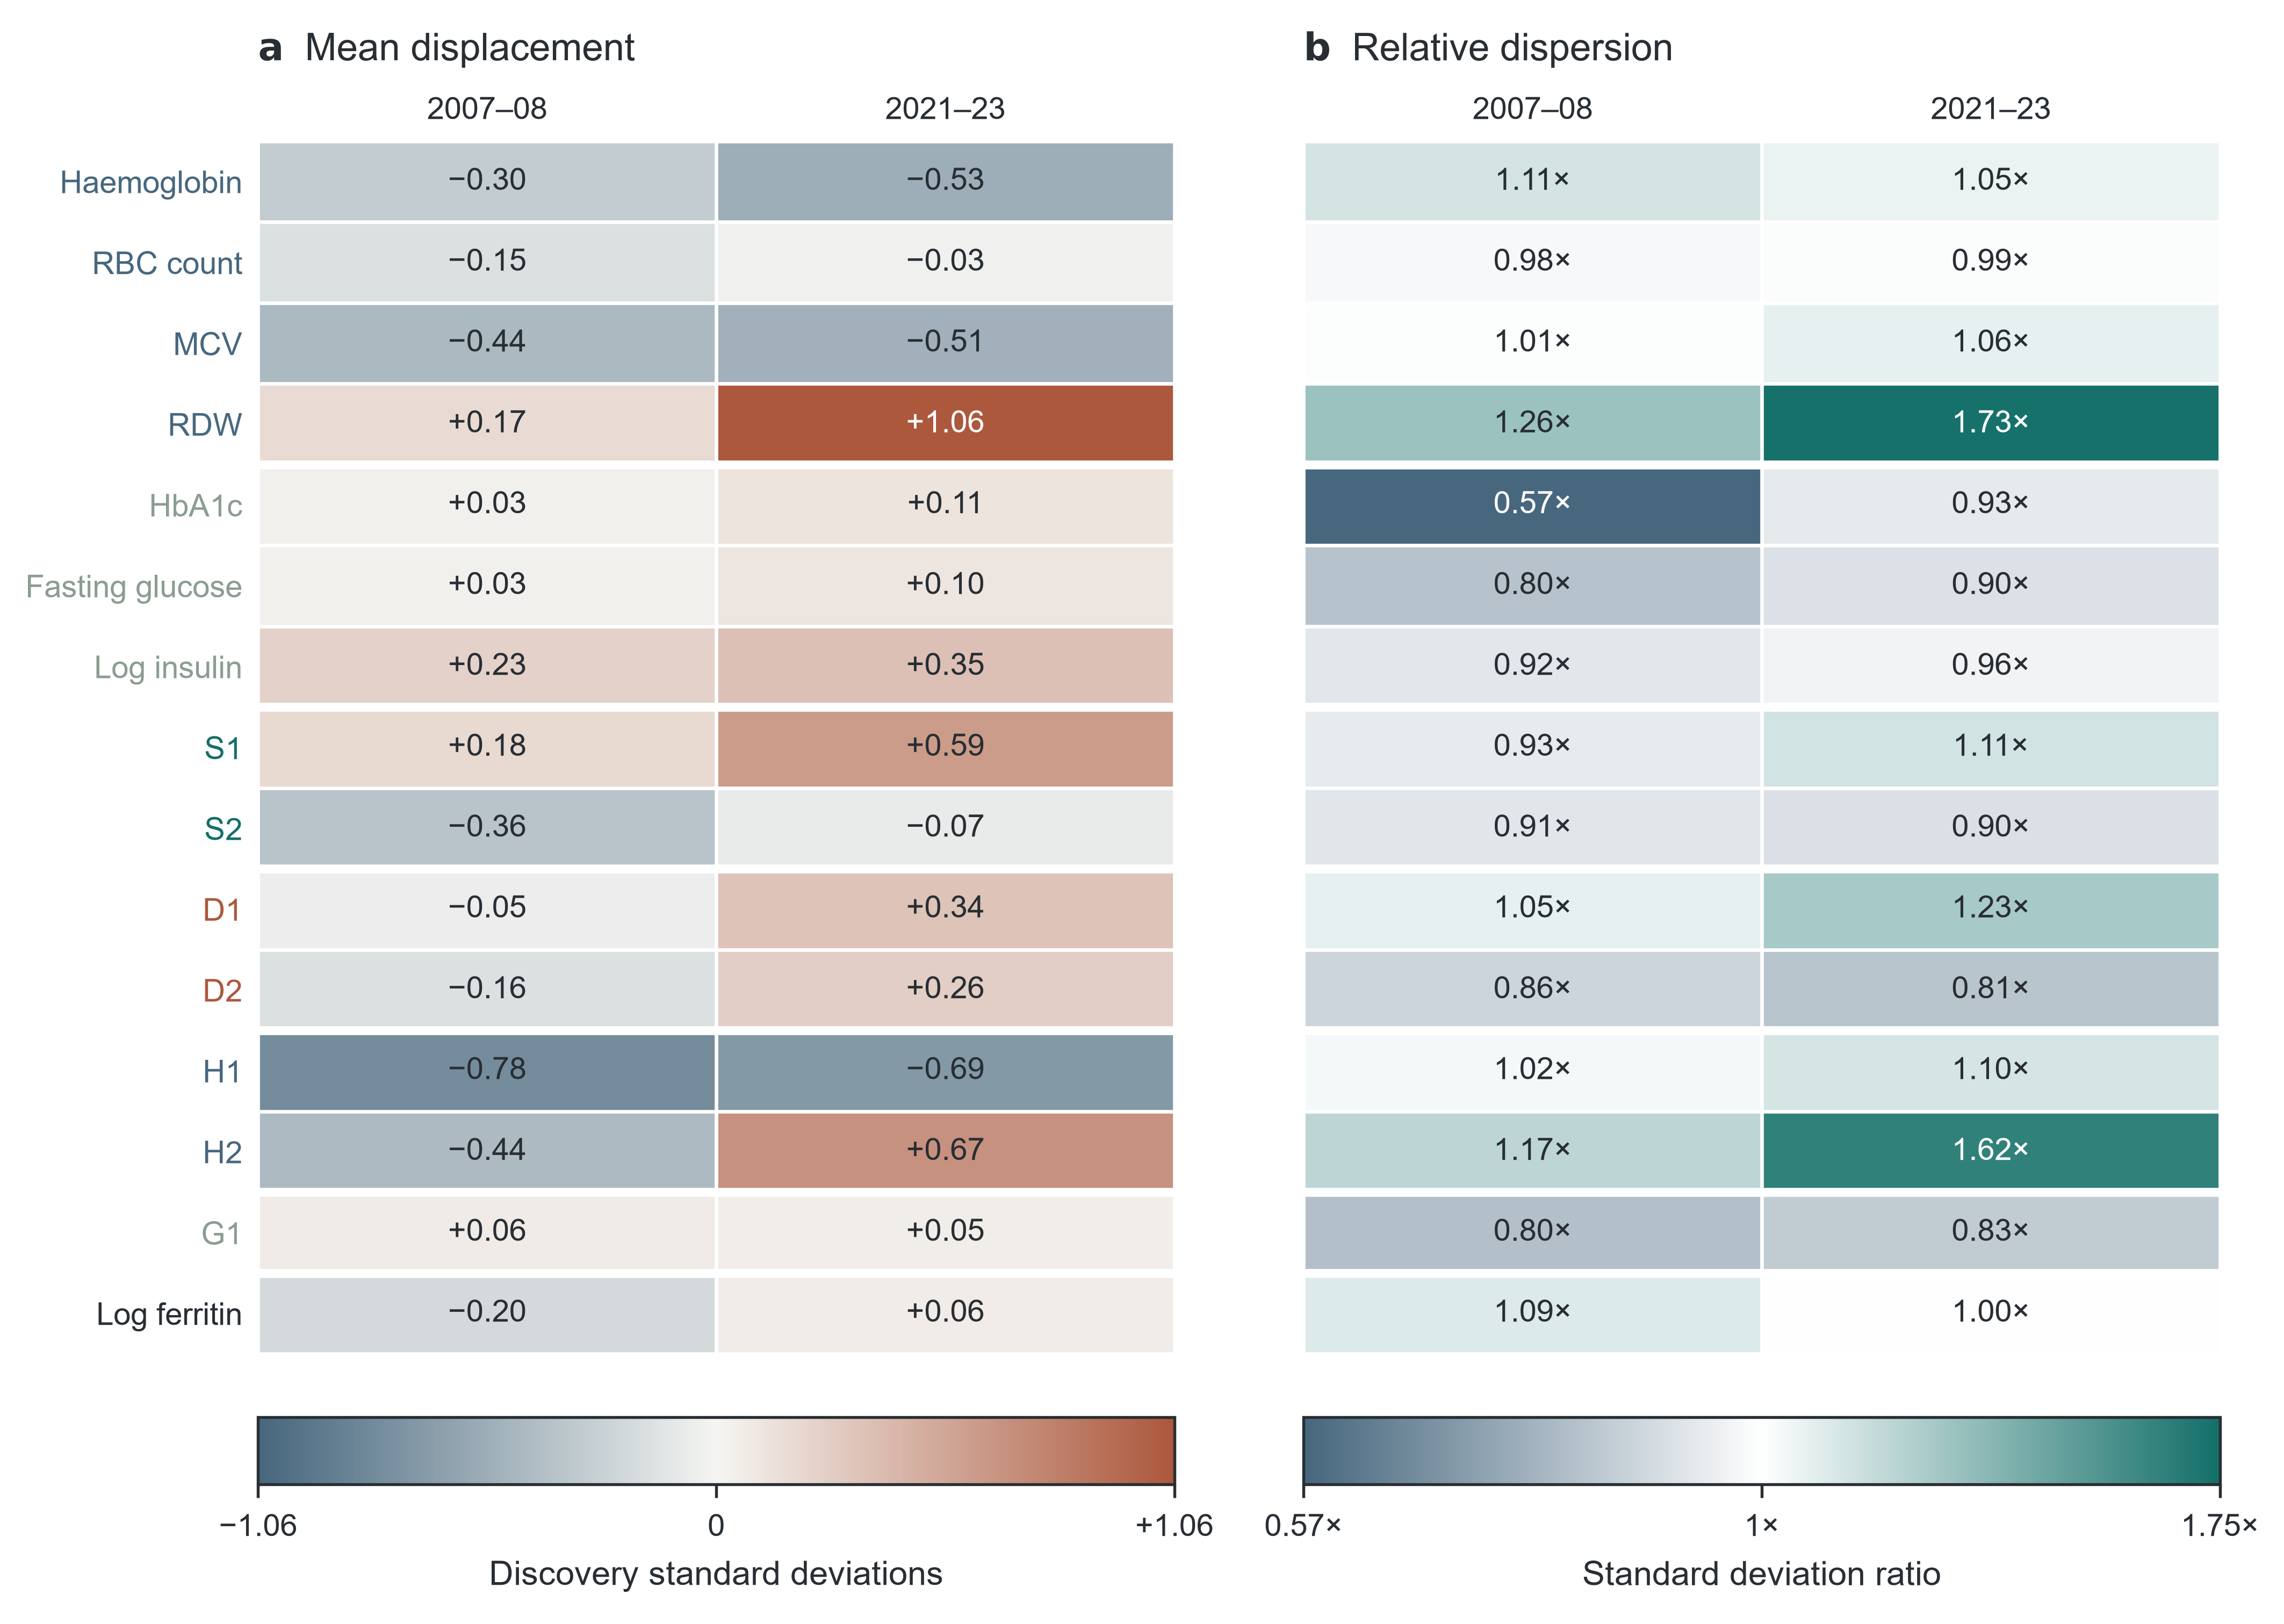 a Mean displacement
b Relative dispersion
2007–08 2021–23 2007–08 2021–23
Haemoglobin −0.30 −0.53 1.11× 1.05×
RBC count −0.15 −0.03 0.98× 0.99×
MCV −0.44 −0.51 1.01× 1.06×
RDW +0.17 +1.06 1.26× 1.73×
HbA1c +0.03 +0.11 0.57× 0.93×
Fasting glucose +0.03 +0.10 0.80× 0.90×
Log insulin +0.23 +0.35 0.92× 0.96×
S1 +0.18 +0.59 0.93× 1.11×
S2 −0.36 −0.07 0.91× 0.90×
D1 −0.05 +0.34 1.05× 1.23×
D2 −0.16 +0.26 0.86× 0.81×
H1 −0.78 −0.69 1.02× 1.10×
H2 −0.44 +0.67 1.17× 1.62×
G1 +0.06 +0.05 0.80× 0.83×
Log ferritin −0.20 +0.06 1.09× 1.00×
−1.06 0 +1.06 0.57× 1× 1.75×
Discovery standard deviations
Standard deviation ratio